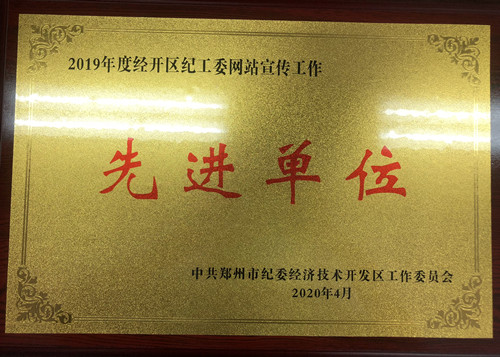 2019年度经开区纪工委网站宣传工作
先进单位
中共郑州市纪委经济技术开发区工作委员会
2020年4月